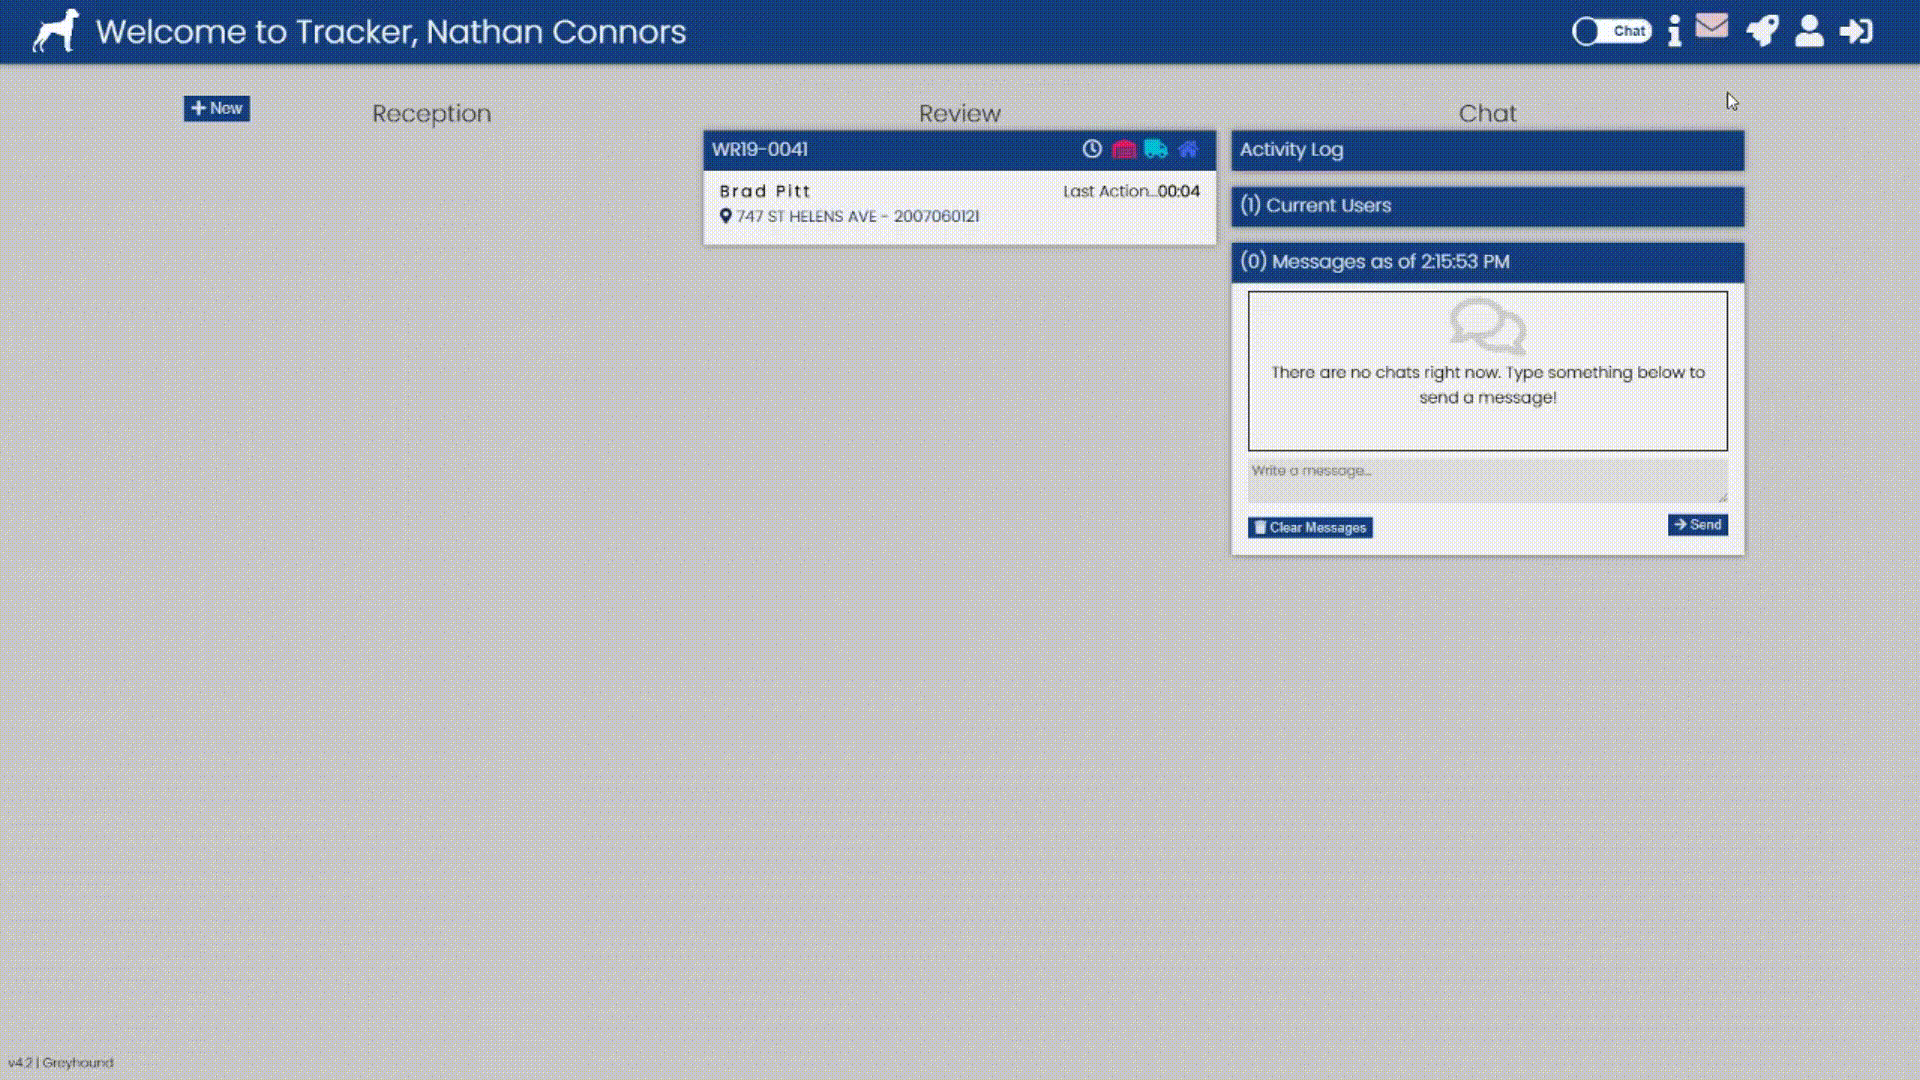 Welcome to Tracker, Nathan Connors
Chat
New
Reception
Review
Chat
WR19-0041
Brad Pitt
Last Action...00:04
747 ST HELENS AVE - 2007060121
Activity Log
(1) Current Users
(0) Messages as of 2:15:53 PM
There are no chats right now. Type something below to
send a message!
Write a message...
Clear Messages
Send
v4.2 | Greyhound